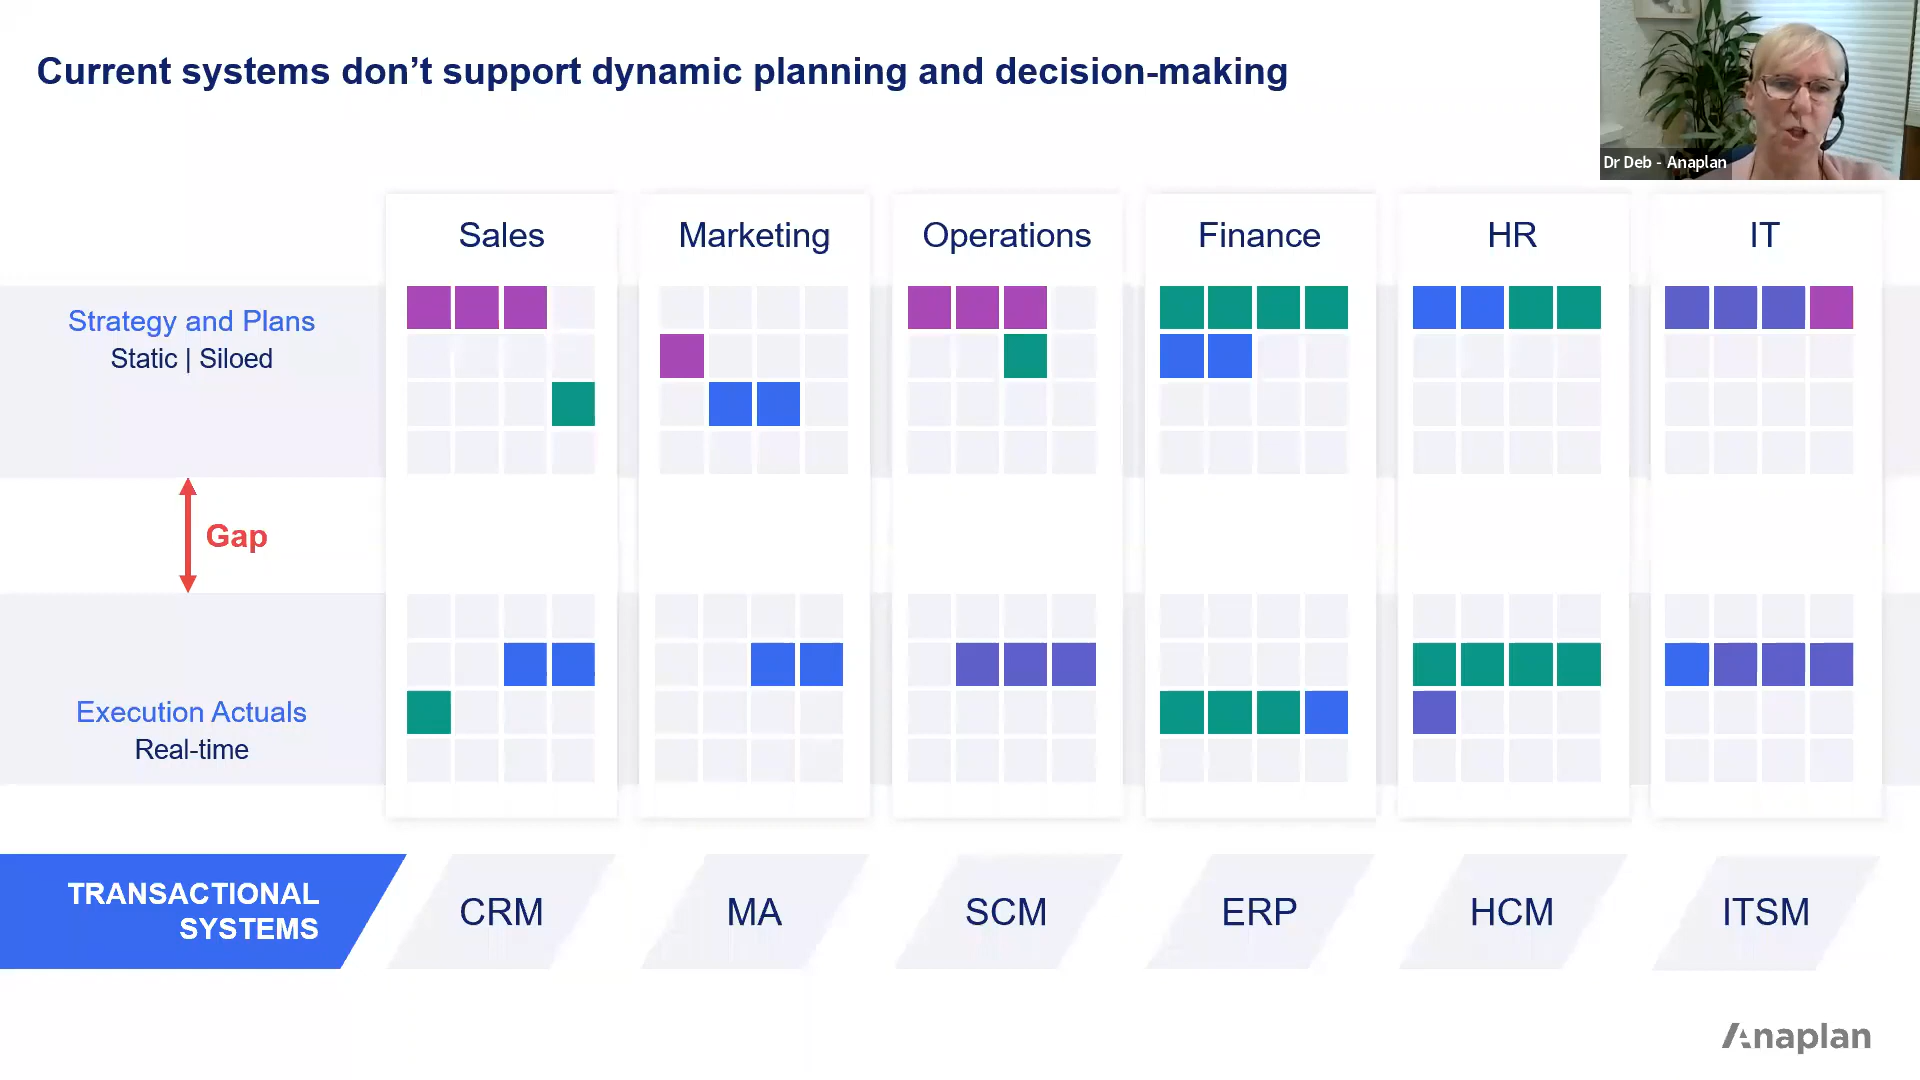 Current systems don’t support dynamic planning and decision-making
Dr Deb - Anaplan
Sales
Marketing
Operations
Finance
HR
IT
Strategy and Plans
Static | Siloed
Gap
Execution Actuals
Real-time
TRANSACTIONAL
SYSTEMS
CRM
MA
SCM
ERP
HCM
ITSM
Anaplan